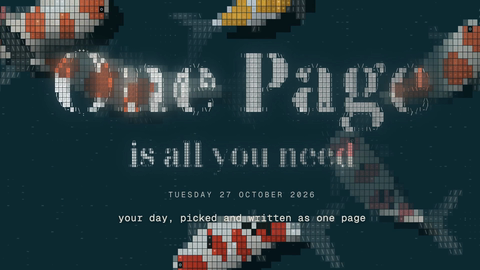 One Page
is all you need
TUESDAY 27 OCTOBER 2026
your day, picked and written as one page